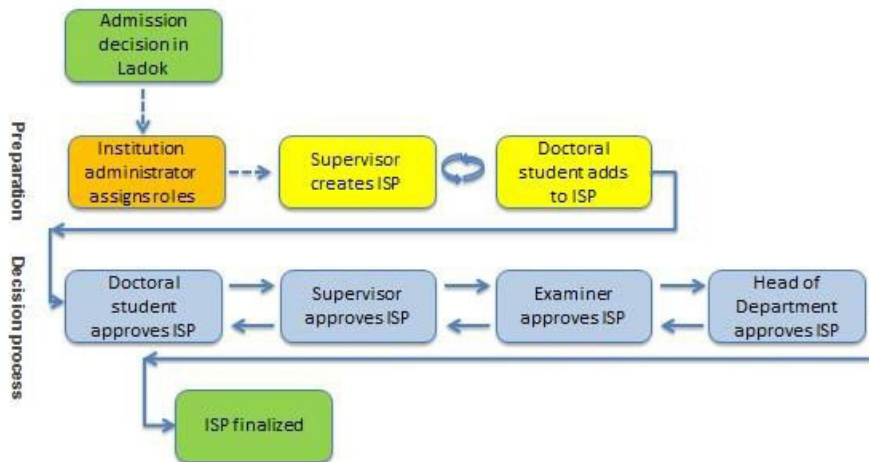 Admission
decision in
Ladok
Preparation
Institution
administrator
assigns roles
Supervisor
creates ISP
Doctoral
student adds
to ISP
Decision process
Doctoral
student
approves ISP
Supervisor
approves ISP
Examiner
approves ISP
Head of
Department
approves ISP
ISP finalized